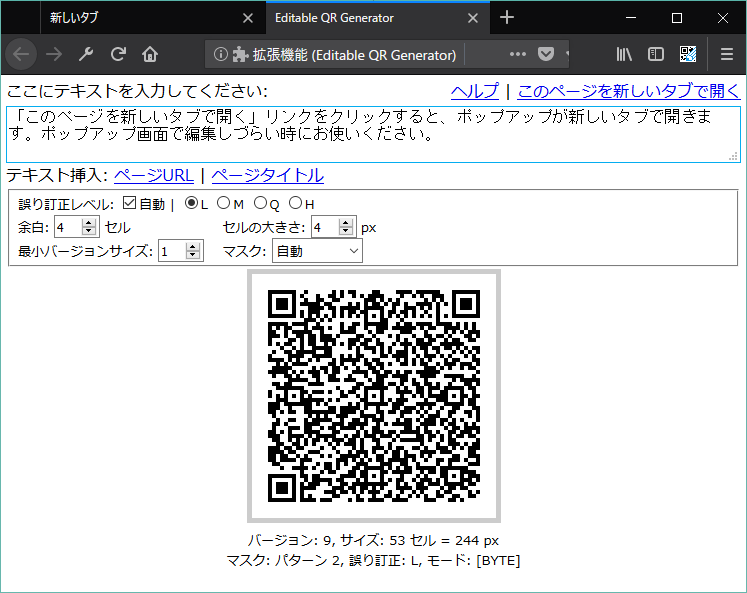 新しいタブ
Editable QR Generator
拡張機能 (Editable QR Generator)
ここにテキストを入力してください:
ヘルプ | このページを新しいタブで開く
「このページを新しいタブで開く」リンクをクリックすると、ポップアップが新しいタブで開きま
す。ポップアップ画面で編集しづらい時にお使いください。
テキスト挿入: ページURL | ページタイトル
誤り訂正レベル: 自動 | L M Q H
余白: 4 セル セルの大きさ: 4 px
最小バージョンサイズ: 1 マスク: 自動
バージョン: 9, サイズ: 53 セル = 244 px
マスク: パターン 2, 誤り訂正: L, モード: [BYTE]